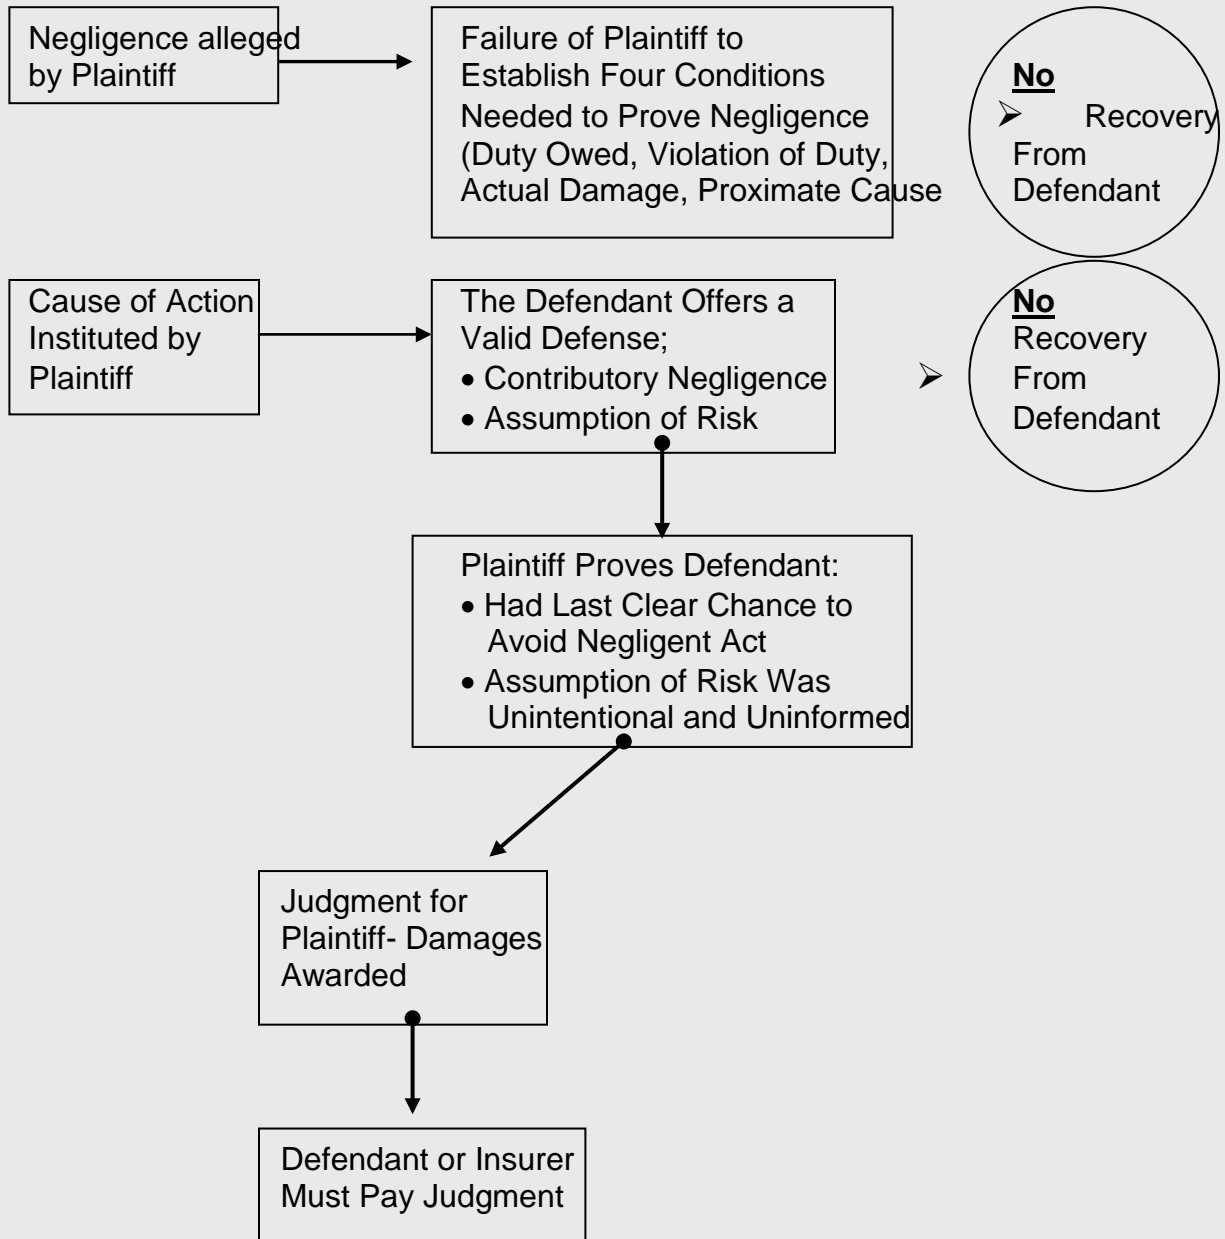 Negligence alleged
by Plaintiff
Failure of Plaintiff to
Establish Four Conditions
Needed to Prove Negligence
(Duty Owed, Violation of Duty,
Actual Damage, Proximate Cause
No
➢ Recovery
From
Defendant
Cause of Action
Instituted by
Plaintiff
The Defendant Offers a
Valid Defense;
• Contributory Negligence
• Assumption of Risk
➢
No
Recovery
From
Defendant
Plaintiff Proves Defendant:
• Had Last Clear Chance to
Avoid Negligent Act
• Assumption of Risk Was
Unintentional and Uninformed
Judgment for
Plaintiff- Damages
Awarded
Defendant or Insurer
Must Pay Judgment